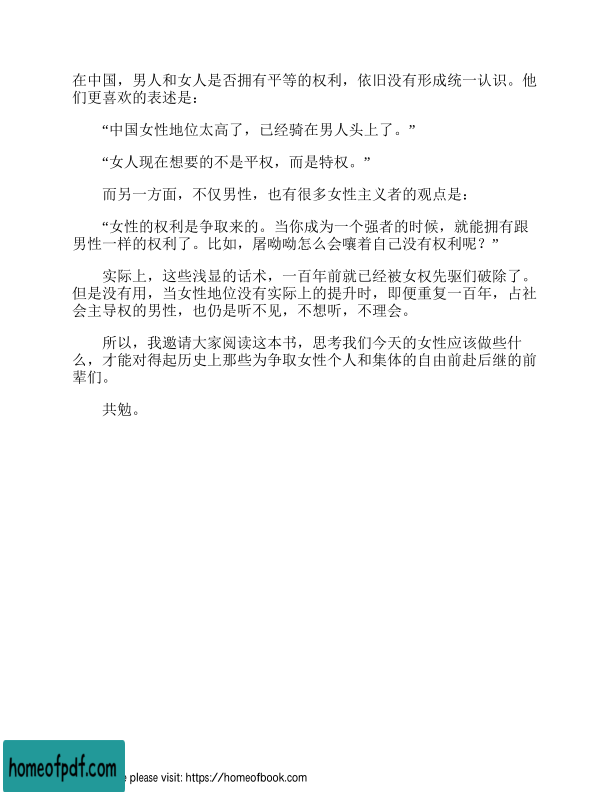 在中国，男人和女人是否拥有平等的权利，依旧没有形成统一认识。他
们更喜欢的表述是：
“中国女性地位太高了，已经骑在男人头上了。”
“女人现在想要的不是平权，而是特权。”
而另一方面，不仅男性，也有很多女性主义者的观点是：
“女性的权利是争取来的。当你成为一个强者的时候，就能拥有跟
男性一样的权利了。比如，屠呦呦怎么会嚷着自己没有权利呢？”
实际上，这些浅显的话术，一百年前就已经被女权先驱们破除了。
但是没有用，当女性地位没有实际上的提升时，即便重复一百年，占社
会主导权的男性，也仍是听不见，不想听，不理会。
所以，我邀请大家阅读这本书，思考我们今天的女性应该做些什
么，才能对得起历史上那些为争取女性个人和集体的自由前赴后继的前
辈们。
共勉。
homeofpdf.com
e please visit: https://homeofbook.com